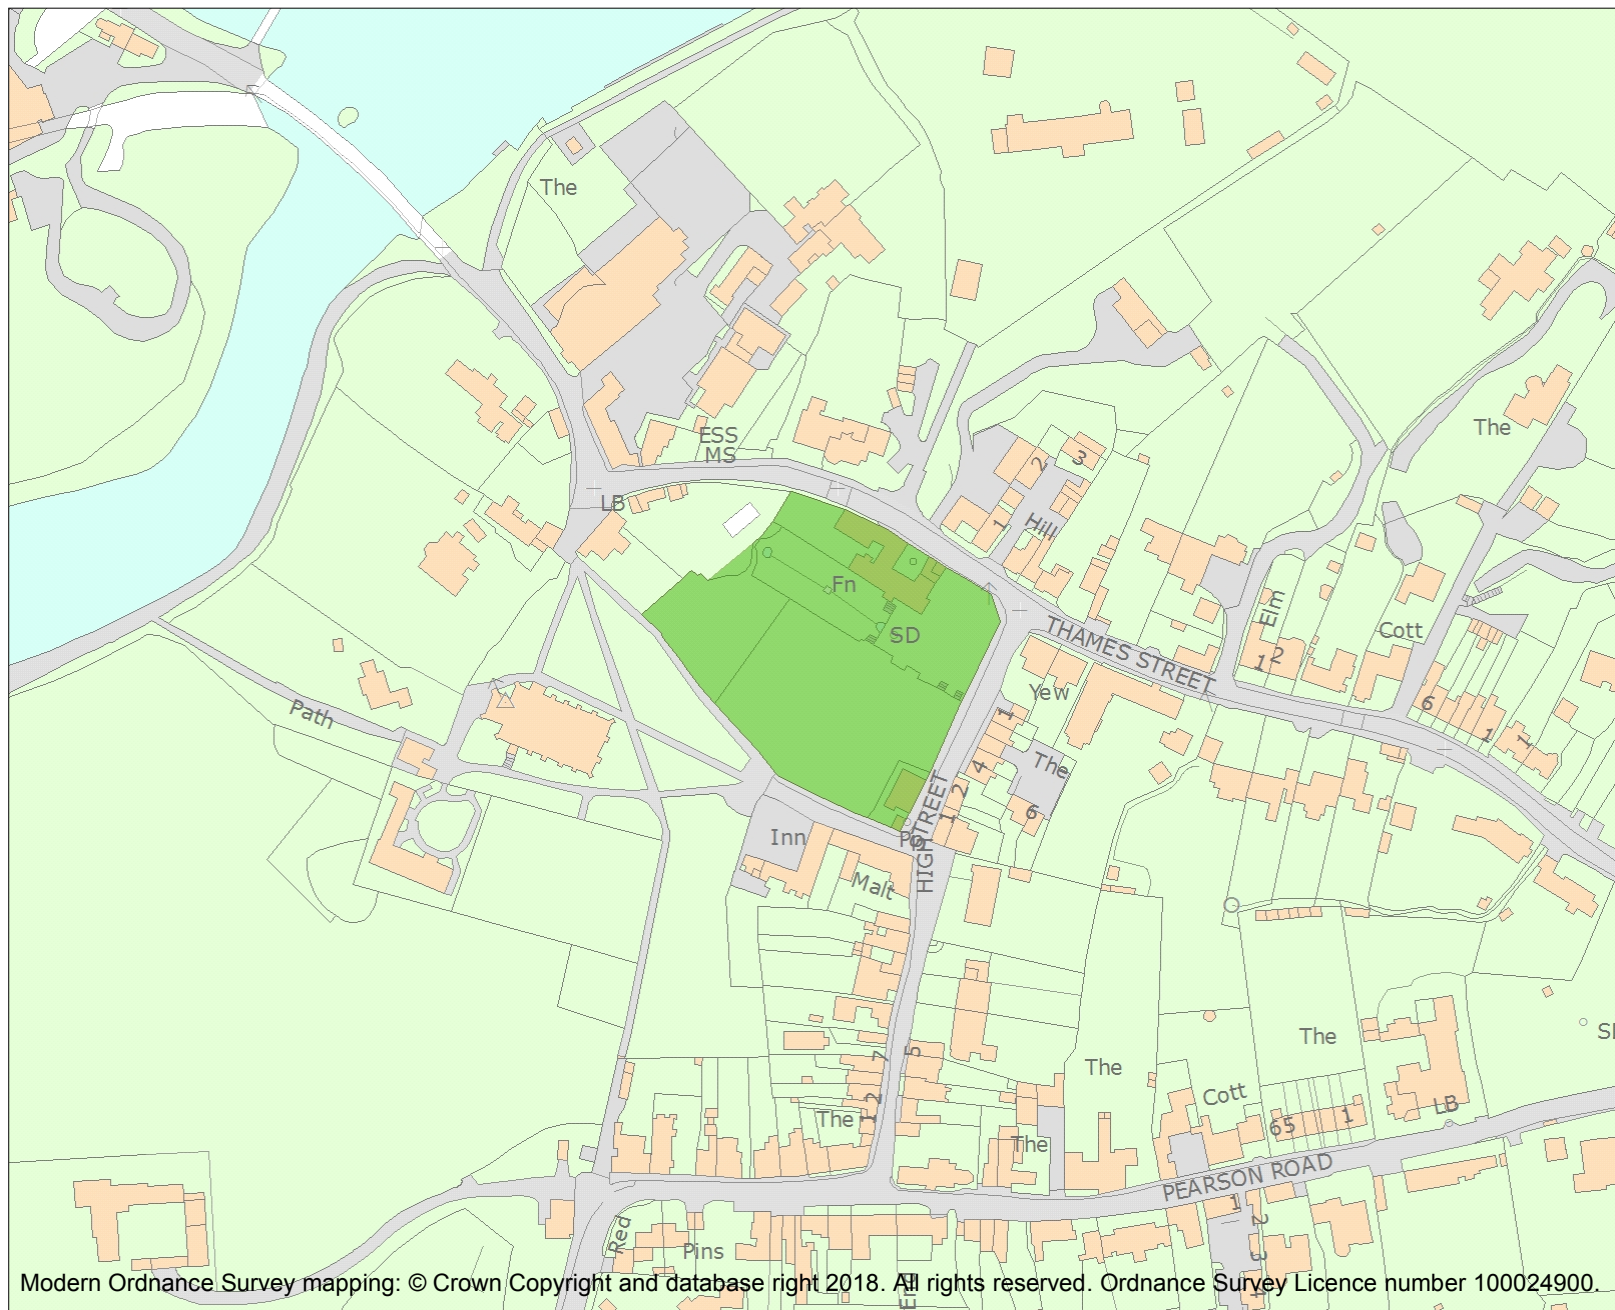 The
The
ESS
MS
LB
2
3
1
Hill
Fn
SD
THAMES STREET
Elm
1 2
Cott
Yew
6
1
1
Path
1
4
The
2
1
6
HIGH STREET
Inn
Malt
The
The
7
5
2
1
The
The
Cott
6 5
1
LB
PEARSON ROAD
1
2
3
Red
Pins
Modern Ordnance Survey mapping: © Crown Copyright and database right 2018. All rights reserved. Ordnance Survey Licence number 100024900.